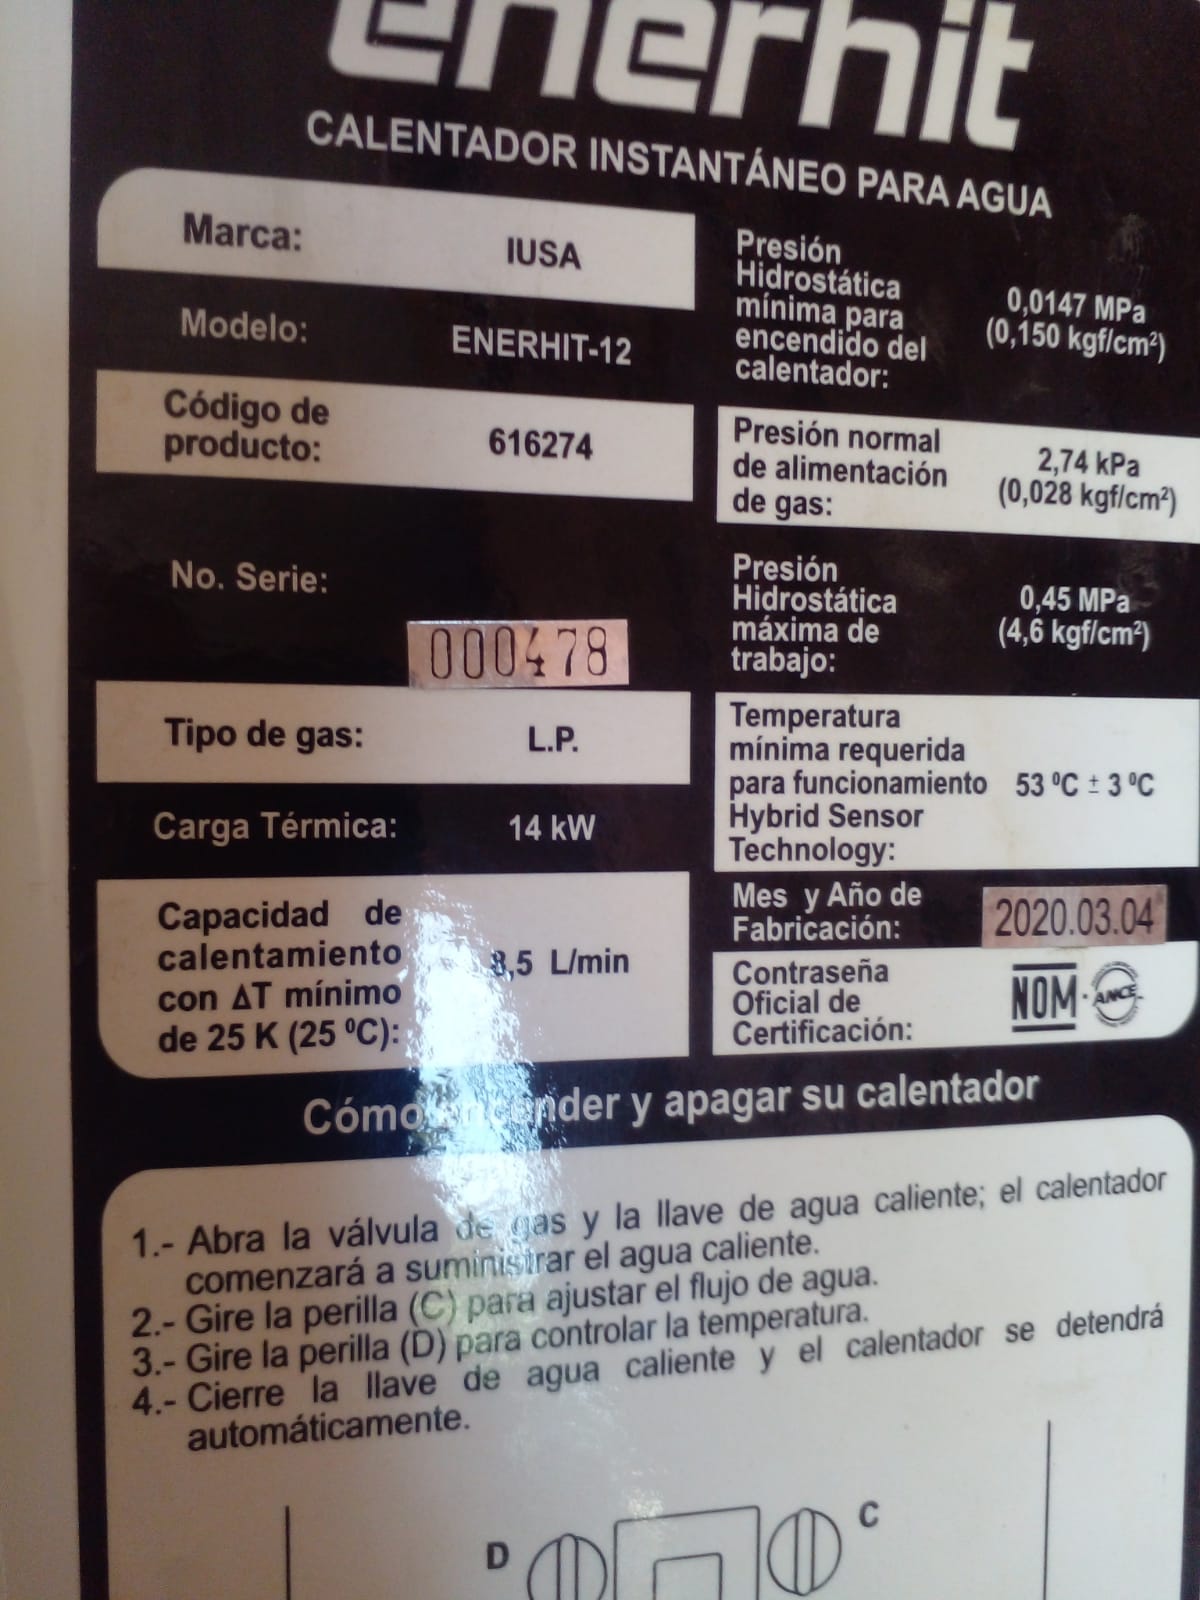 enerhit
CALENTADOR INSTANTÁNEO PARA AGUA
Marca: IUSA
Modelo: ENERHIT-12
Código de
producto: 616274
No. Serie:
000478
Tipo de gas: L.P.
Carga Térmica: 14 kW
Capacidad de
calentamiento
con ΔT mínimo
de 25 K (25 ºC):
8,5 L/min
Presión
Hidrostática
mínima para
encendido del
calentador:
0,0147 MPa
(0,150 kgf/cm²)
Presión normal
de alimentación
de gas:
2,74 kPa
(0,028 kgf/cm²)
Presión
Hidrostática
máxima de
trabajo:
0,45 MPa
(4,6 kgf/cm²)
Temperatura
mínima requerida
para funcionamiento
Hybrid Sensor
Technology:
53 ºC ± 3 ºC
Mes y Año de
Fabricación:
2020.03.04
Contraseña
Oficial de
Certificación:
NOM-ANCE
Cómo encender y apagar su calentador
1.- Abra la válvula de gas y la llave de agua caliente; el calentador
comenzará a suministrar el agua caliente.
2.- Gire la perilla (C) para ajustar el flujo de agua.
3.- Gire la perilla (D) para controlar la temperatura.
4.- Cierre la llave de agua caliente y el calentador se detendrá
automáticamente.
D
C